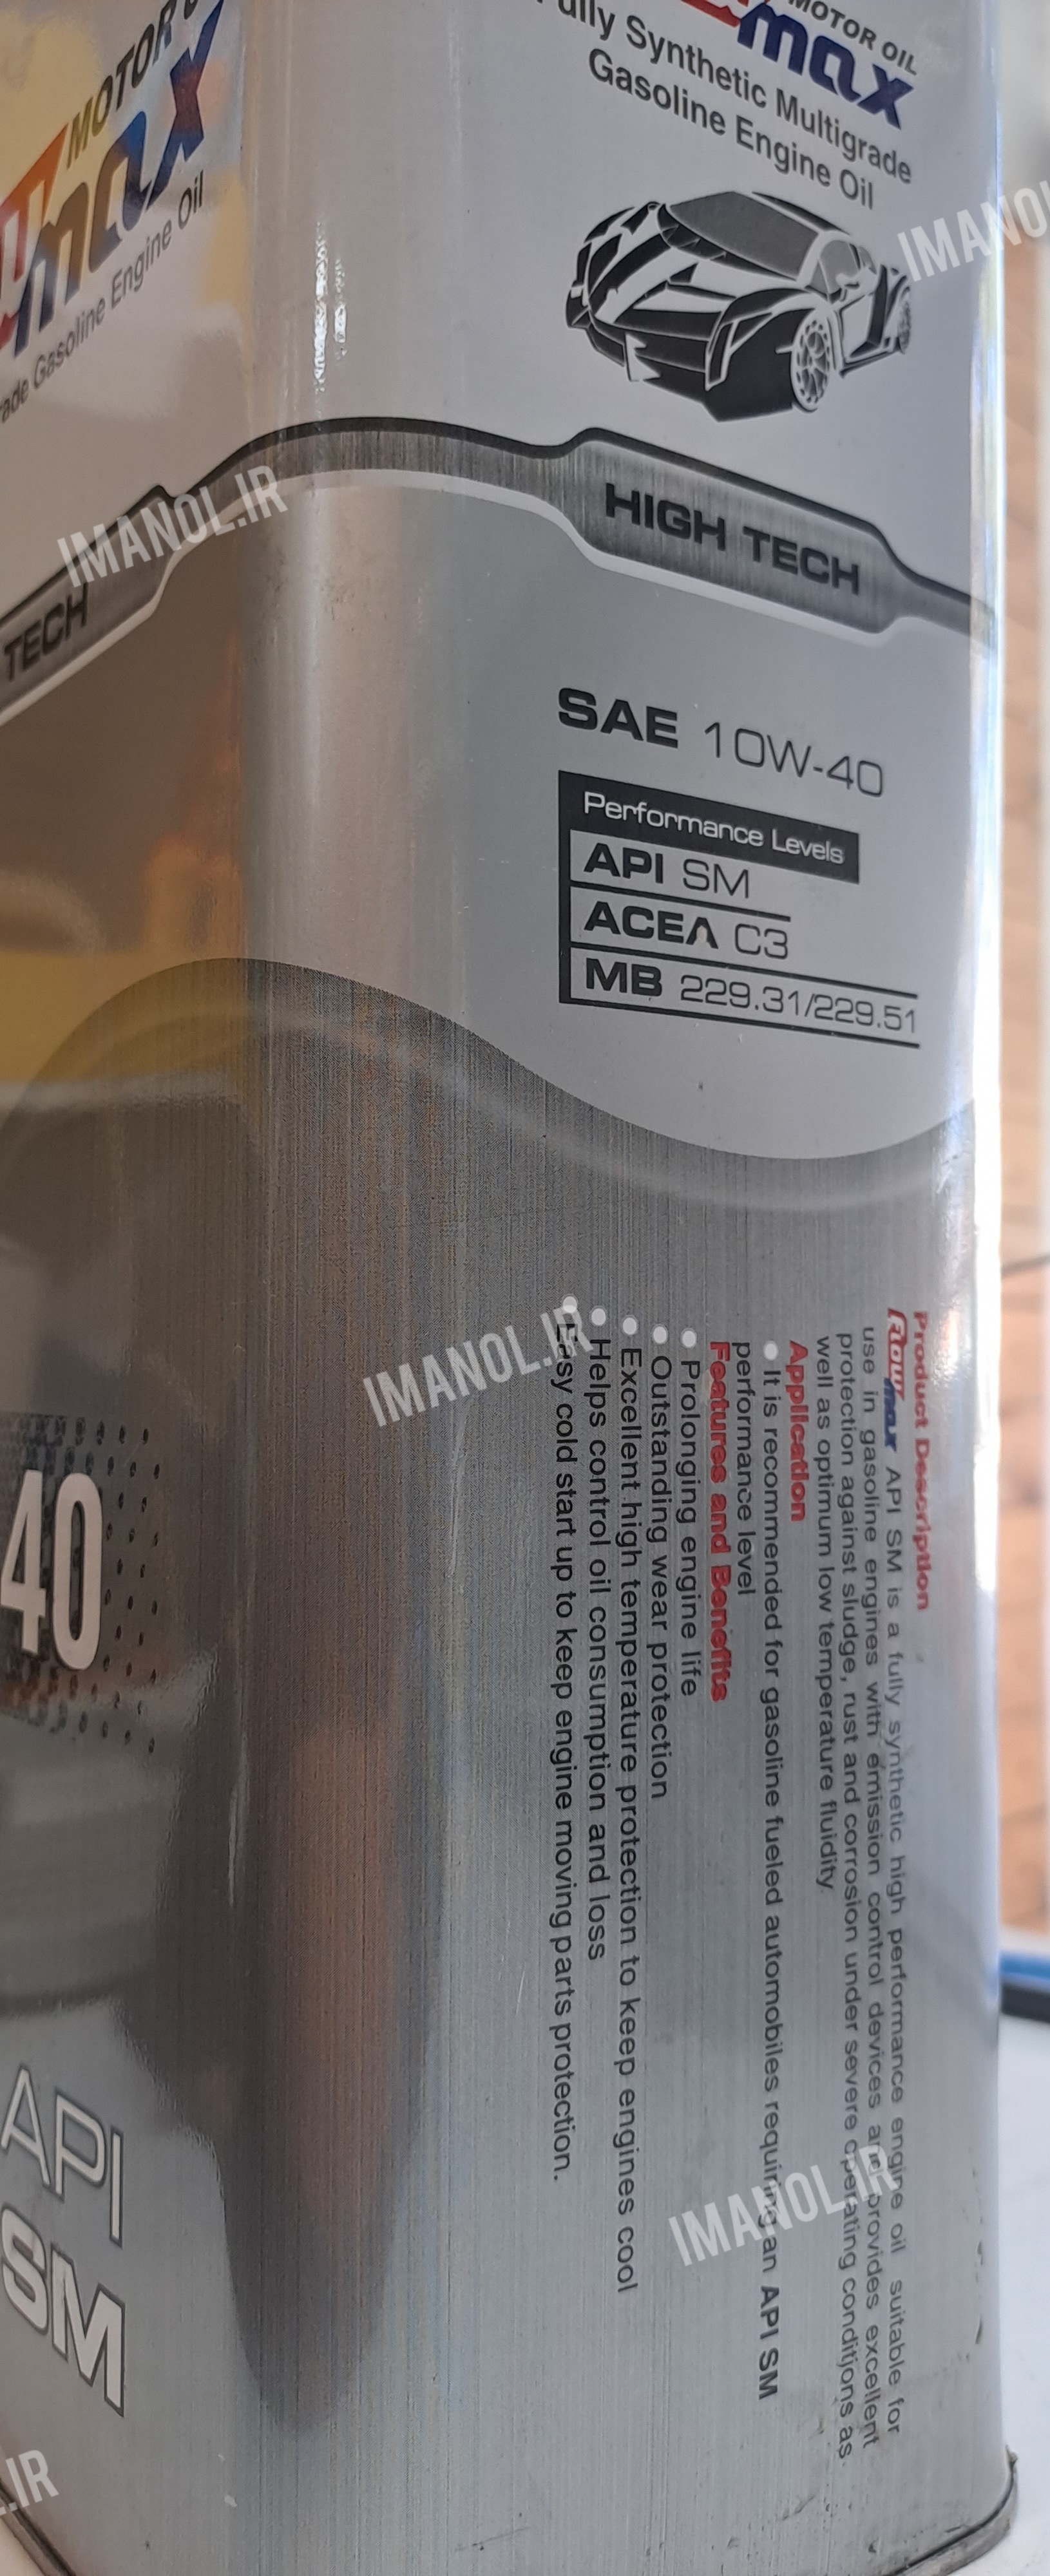 MOTOR
max
Gasoline Engine Oil
TECH
40
API
SM
MOTOR OIL
max
Fully Synthetic Multigrade
Gasoline Engine Oil
HIGH TECH
SAE 10W-40
Performance Levels
API SM
ACEA C3
MB 229.31/229.51
Product Description
Flowmax API SM is a fully synthetic high performance engine oil suitable for
use in gasoline engines with emission control devices and provides excellent
protection against sludge, rust and corrosion under severe operating conditions as
well as optimum low temperature fluidity.
Application
• It is recommended for gasoline fueled automobiles requiring an API SM
performance level
Features and Benefits
• Prolonging engine life
• Outstanding wear protection
• Excellent high temperature protection to keep engines cool
• Helps control oil consumption and loss
• Easy cold start up to keep engine moving parts protection.
IMANOL.IR
IMANOL.IR
IMANOL.IR
IMANOL
.IR